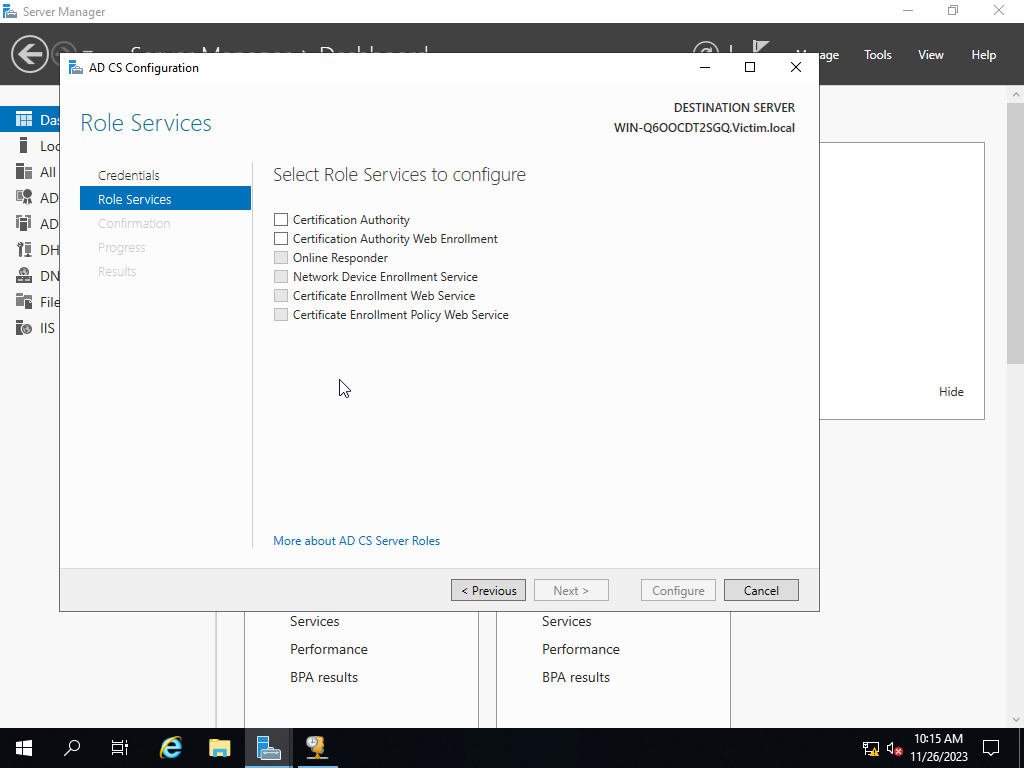 Server Manager
Manage
Tools
View
Help
AD CS Configuration
Role Services
DESTINATION SERVER
WIN-Q6OOCDT2SGQ.Victim.local
Credentials
Role Services
Confirmation
Progress
Results
Select Role Services to configure
Certification Authority
Certification Authority Web Enrollment
Online Responder
Network Device Enrollment Service
Certificate Enrollment Web Service
Certificate Enrollment Policy Web Service
More about AD CS Server Roles
< Previous
Next >
Configure
Cancel
Das
Loc
All
AD
AD
DH
DN
File
IIS
Hide
Services
Performance
BPA results
Services
Performance
BPA results
10:15 AM
11/26/2023